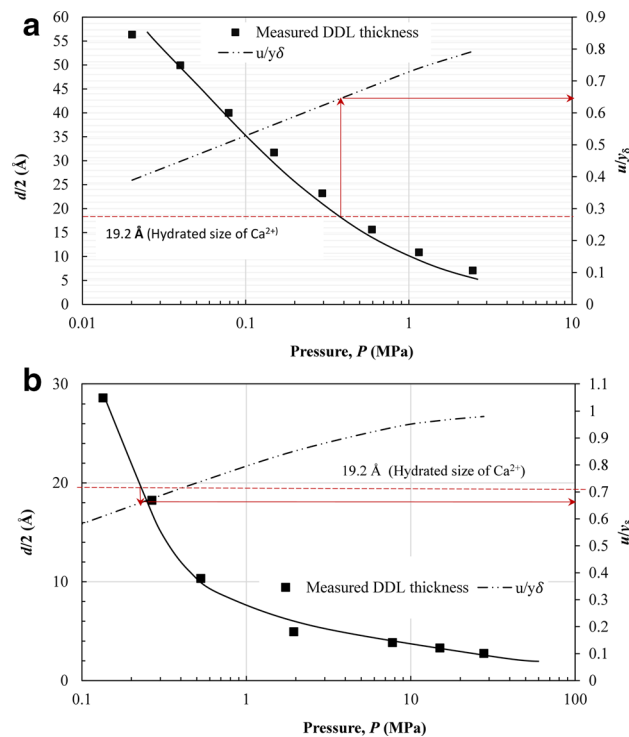 a
60
55
50
45
40
35
30
25
20
15
10
5
0
d/2 (Å)
Measured DDL thickness
u/yδ
19.2 Å (Hydrated size of Ca²⁺)
0.9
0.8
0.7
0.6
0.5
0.4
0.3
0.2
0.1
0
u/yδ
0.01 0.1 1 10
Pressure, P (MPa)
b
30
20
10
0
d/2 (Å)
19.2 Å (Hydrated size of Ca²⁺)
Measured DDL thickness u/yδ
1.1
1
0.9
0.8
0.7
0.6
0.5
0.4
0.3
0.2
0.1
0
u/yδ
0.1 1 10 100
Pressure, P (MPa)